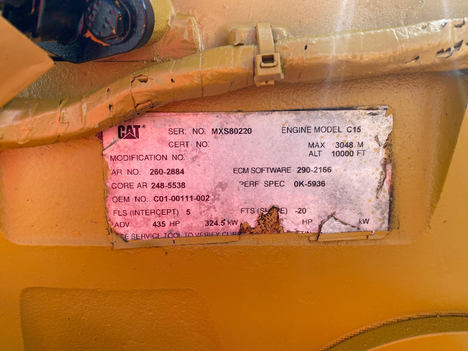 CAT SER. NO. MXS80220 ENGINE MODEL C15
CERT NO. MAX 3048 M
MODIFICATION NO. ALT 10000 FT
AR NO. 260-2884 ECM SOFTWARE 290-2166
CORE AR 248-5538 PERF SPEC 0K-5936
OEM NO. C01-00111-002
FLS (INTERCEPT) 5 FTS -20
ADV 435 HP 324.5 kW HP kW
SERVICE TOOL TO VERIFY